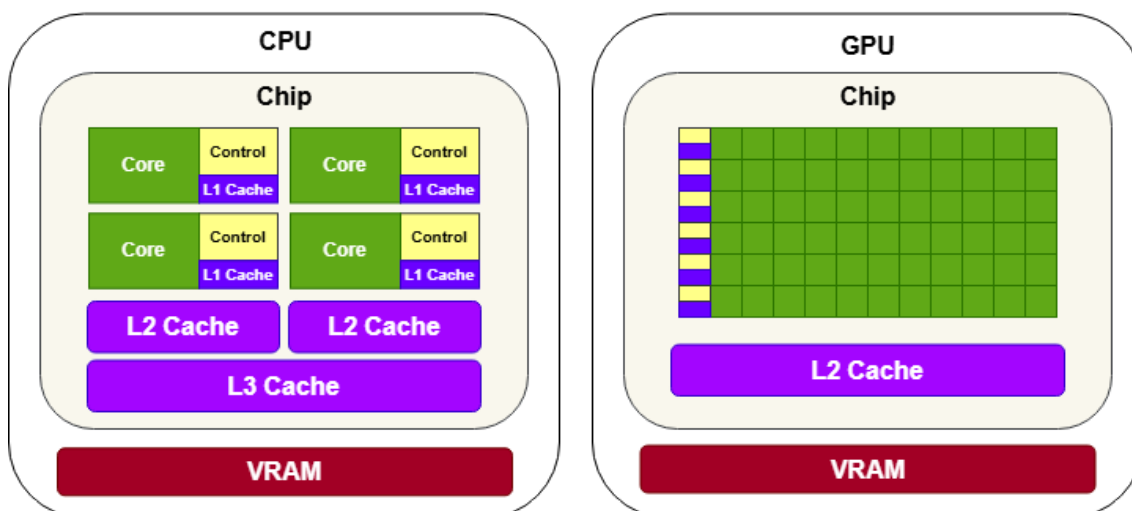 CPU
Chip
Core
Control
L1 Cache
Core
Control
L1 Cache
Core
Control
L1 Cache
Core
Control
L1 Cache
L2 Cache
L2 Cache
L3 Cache
VRAM
GPU
Chip
L2 Cache
VRAM